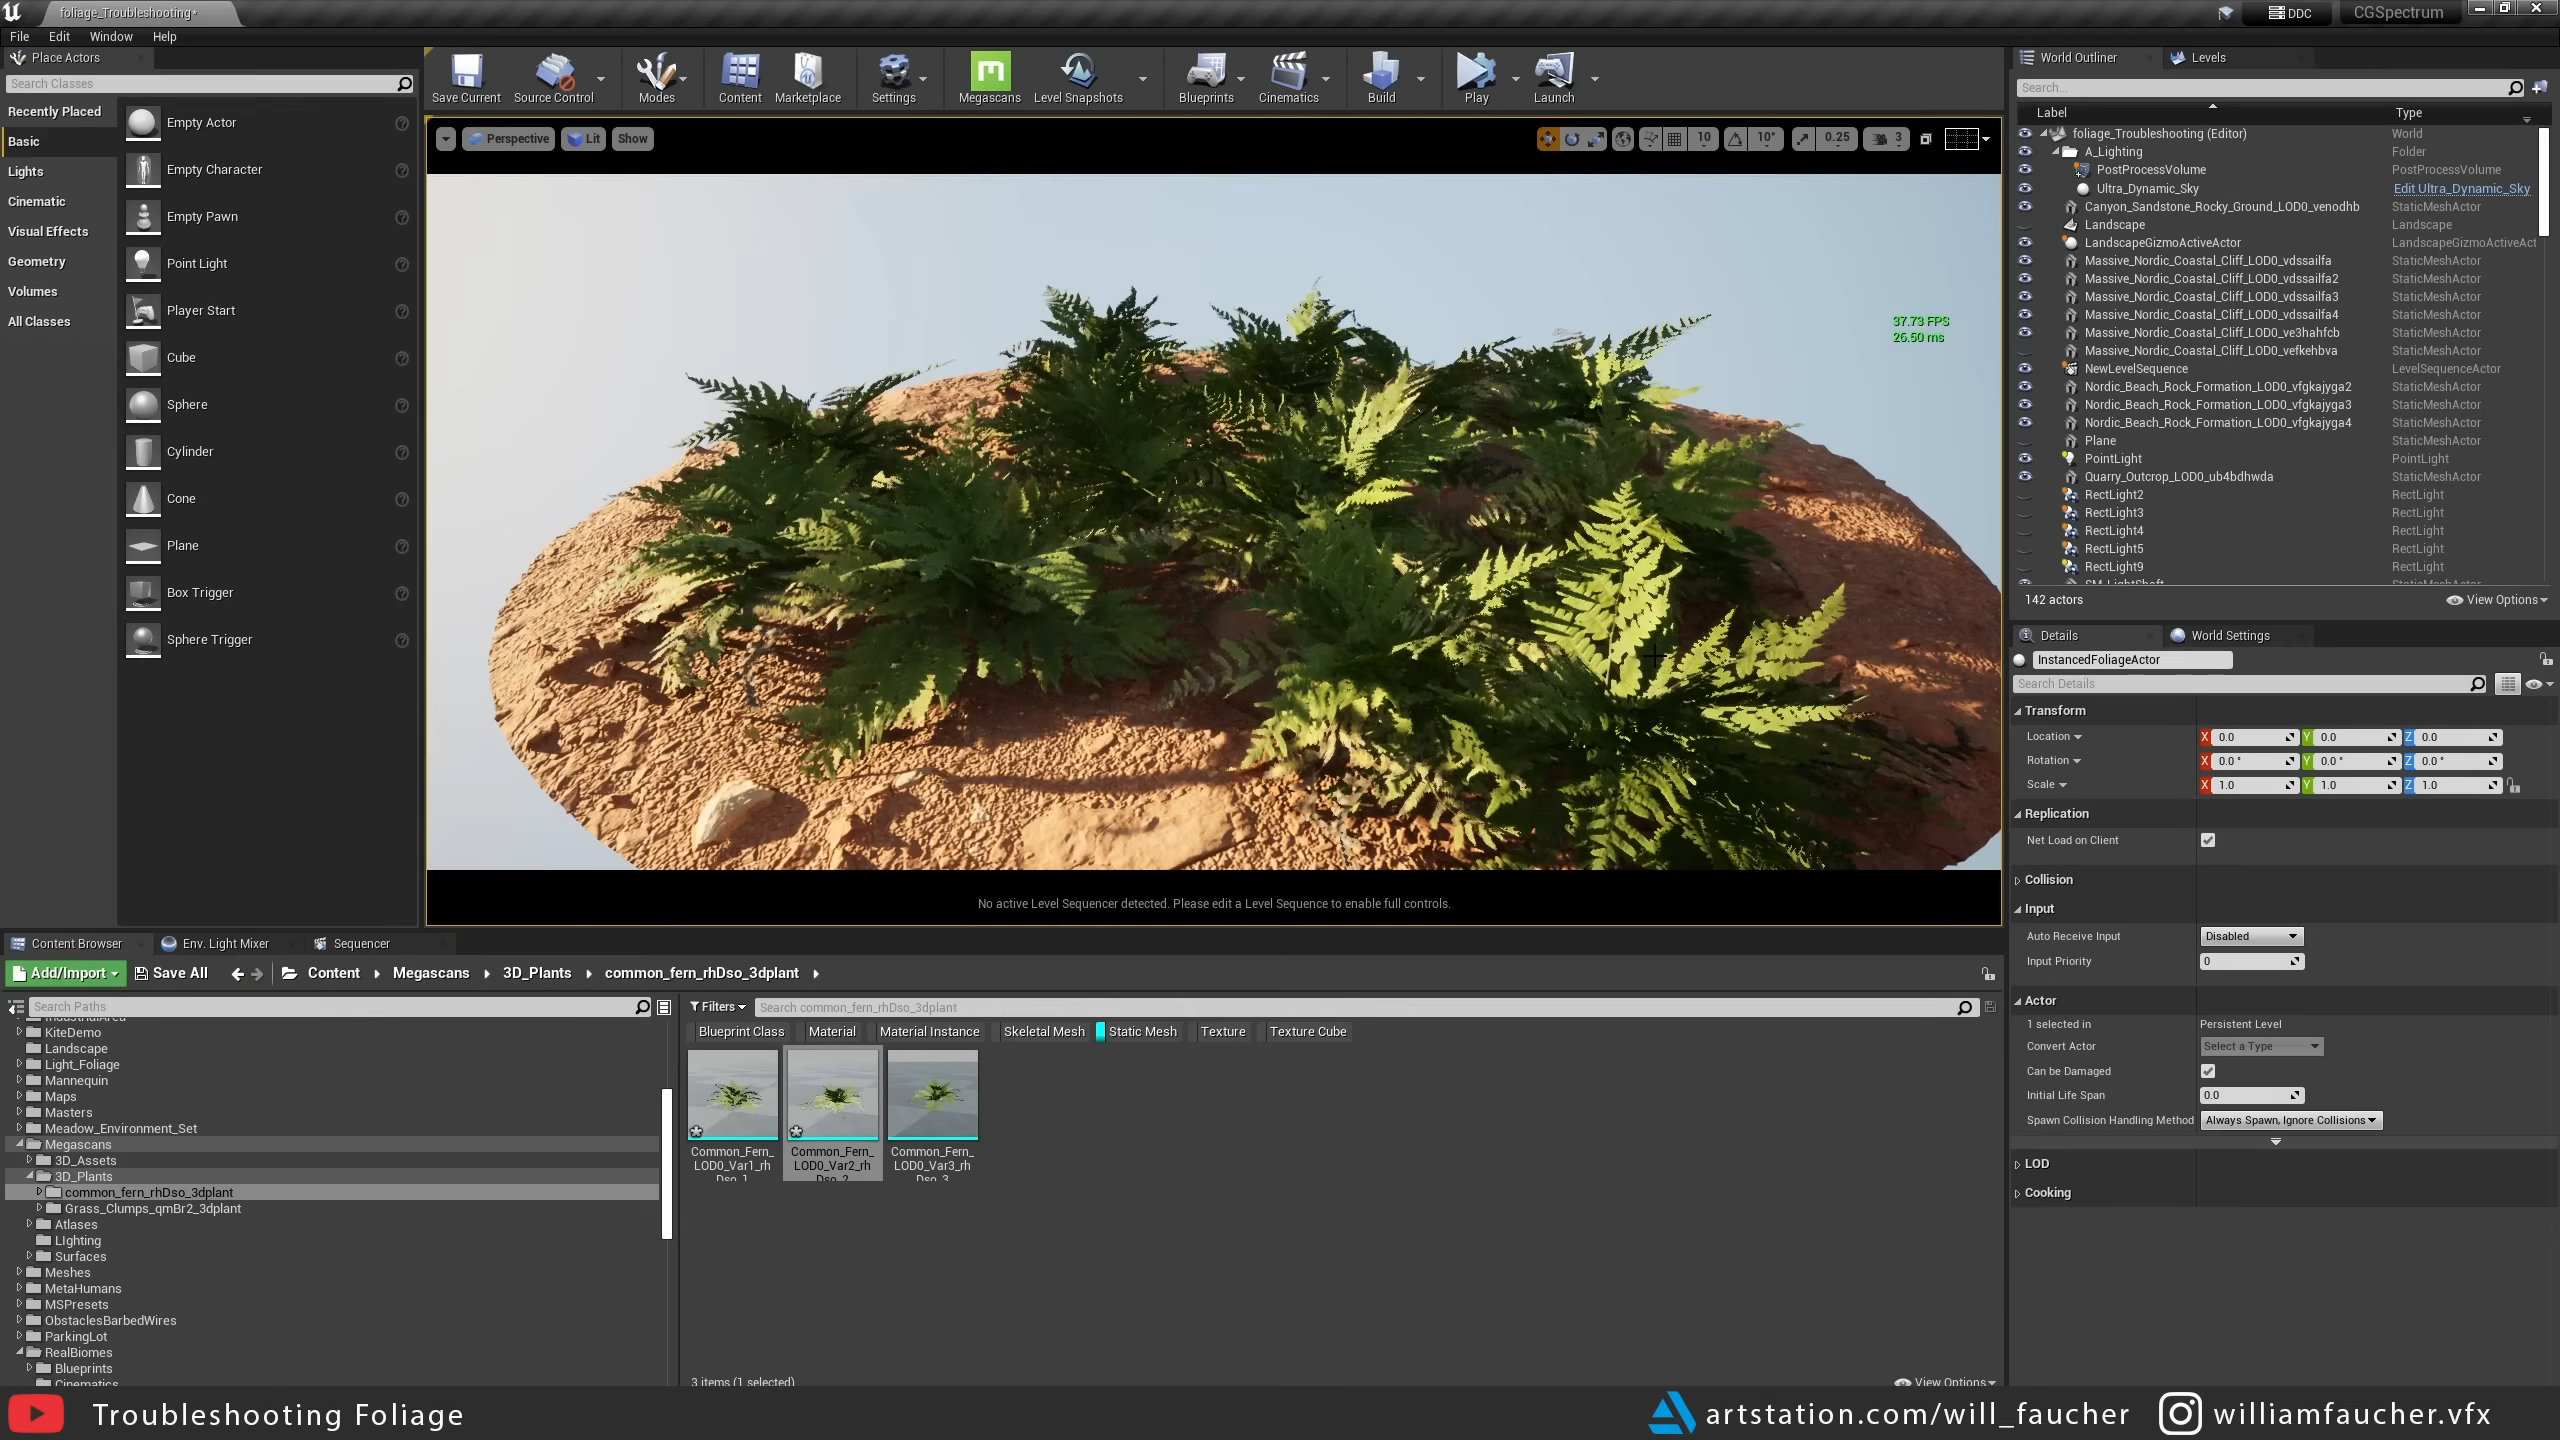 foliage_Troubleshooting*
DDC
CGSpectrum
File Edit Window Help
Place Actors
Search Classes
Recently Placed
Basic
Lights
Cinematic
Visual Effects
Geometry
Volumes
All Classes
Empty Actor
Empty Character
Empty Pawn
Point Light
Player Start
Cube
Sphere
Cylinder
Cone
Plane
Box Trigger
Sphere Trigger
Save Current Source Control Modes Content Marketplace Settings Megascans Level Snapshots Blueprints Cinematics Build Play Launch
Perspective Lit Show
10 10° 0.25 3
37.73 FPS
26.50 ms
No active Level Sequencer detected. Please edit a Level Sequence to enable full controls.
World Outliner Levels
Search...
Label Type
foliage_Troubleshooting (Editor) World
A_Lighting Folder
PostProcessVolume PostProcessVolume
Ultra_Dynamic_Sky Edit Ultra_Dynamic_Sky
Canyon_Sandstone_Rocky_Ground_LOD0_venodhb StaticMeshActor
Landscape Landscape
LandscapeGizmoActiveActor LandscapeGizmoActiveAct
Massive_Nordic_Coastal_Cliff_LOD0_vdssailfa StaticMeshActor
Massive_Nordic_Coastal_Cliff_LOD0_vdssailfa2 StaticMeshActor
Massive_Nordic_Coastal_Cliff_LOD0_vdssailfa3 StaticMeshActor
Massive_Nordic_Coastal_Cliff_LOD0_vdssailfa4 StaticMeshActor
Massive_Nordic_Coastal_Cliff_LOD0_ve3hahfcb StaticMeshActor
Massive_Nordic_Coastal_Cliff_LOD0_vefkehbva StaticMeshActor
NewLevelSequence LevelSequenceActor
Nordic_Beach_Rock_Formation_LOD0_vfgkajyga2 StaticMeshActor
Nordic_Beach_Rock_Formation_LOD0_vfgkajyga3 StaticMeshActor
Nordic_Beach_Rock_Formation_LOD0_vfgkajyga4 StaticMeshActor
Plane StaticMeshActor
PointLight PointLight
Quarry_Outcrop_LOD0_ub4bdhwda StaticMeshActor
RectLight2 RectLight
RectLight3 RectLight
RectLight4 RectLight
RectLight5 RectLight
RectLight9 RectLight
SM_LightShaft StaticMeshActor
142 actors View Options
Details World Settings
InstancedFoliageActor
Search Details
Transform
Location X 0.0 Y 0.0 Z 0.0
Rotation X 0.0° Y 0.0° Z 0.0°
Scale X 1.0 Y 1.0 Z 1.0
Replication
Net Load on Client
Collision
Input
Auto Receive Input Disabled
Input Priority 0
Actor
1 selected in Persistent Level
Convert Actor Select a Type
Can be Damaged
Initial Life Span 0.0
Spawn Collision Handling Method Always Spawn, Ignore Collisions
LOD
Cooking
Content Browser Env. Light Mixer Sequencer
Add/Import Save All Content Megascans 3D_Plants common_fern_rhDso_3dplant
Search Paths
IndustrialArea
KiteDemo
Landscape
Light_Foliage
Mannequin
Maps
Masters
Meadow_Environment_Set
Megascans
3D_Assets
3D_Plants
common_fern_rhDso_3dplant
Grass_Clumps_qmBr2_3dplant
Atlases
LIghting
Surfaces
Meshes
MetaHumans
MSPresets
ObstaclesBarbedWires
ParkingLot
RealBiomes
Blueprints
Cinematics
Filters Search common_fern_rhDso_3dplant
Blueprint Class Material Material Instance Skeletal Mesh Static Mesh Texture Texture Cube
Common_Fern_LOD0_Var1_rhDso_1
Common_Fern_LOD0_Var2_rhDso_2
Common_Fern_LOD0_Var3_rhDso_3
3 items (1 selected) View Options
Troubleshooting Foliage
artstation.com/will_faucher
williamfaucher.vfx